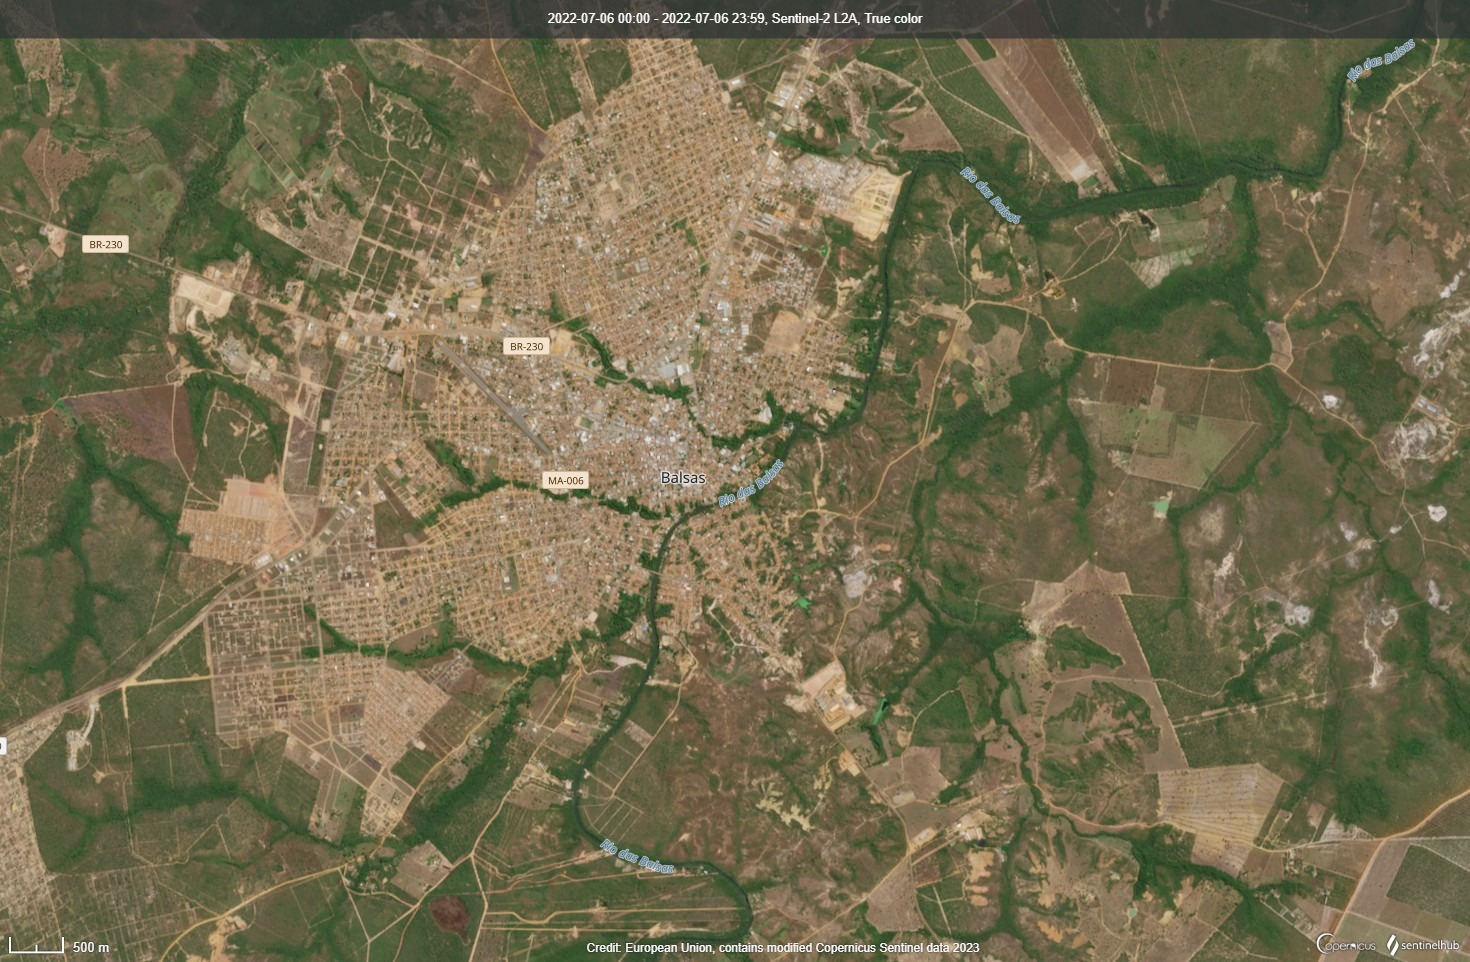 2022-07-06 00:00 - 2022-07-06 23:59, Sentinel-2 L2A, True color
Rio das Balsas
Rio das Balsas
BR-230
BR-230
Balsas
MA-006
Rio das Balsas
Rio das Balsas
500 m
Credit: European Union, contains modified Copernicus Sentinel data 2023
Copernicus
sentinelhub